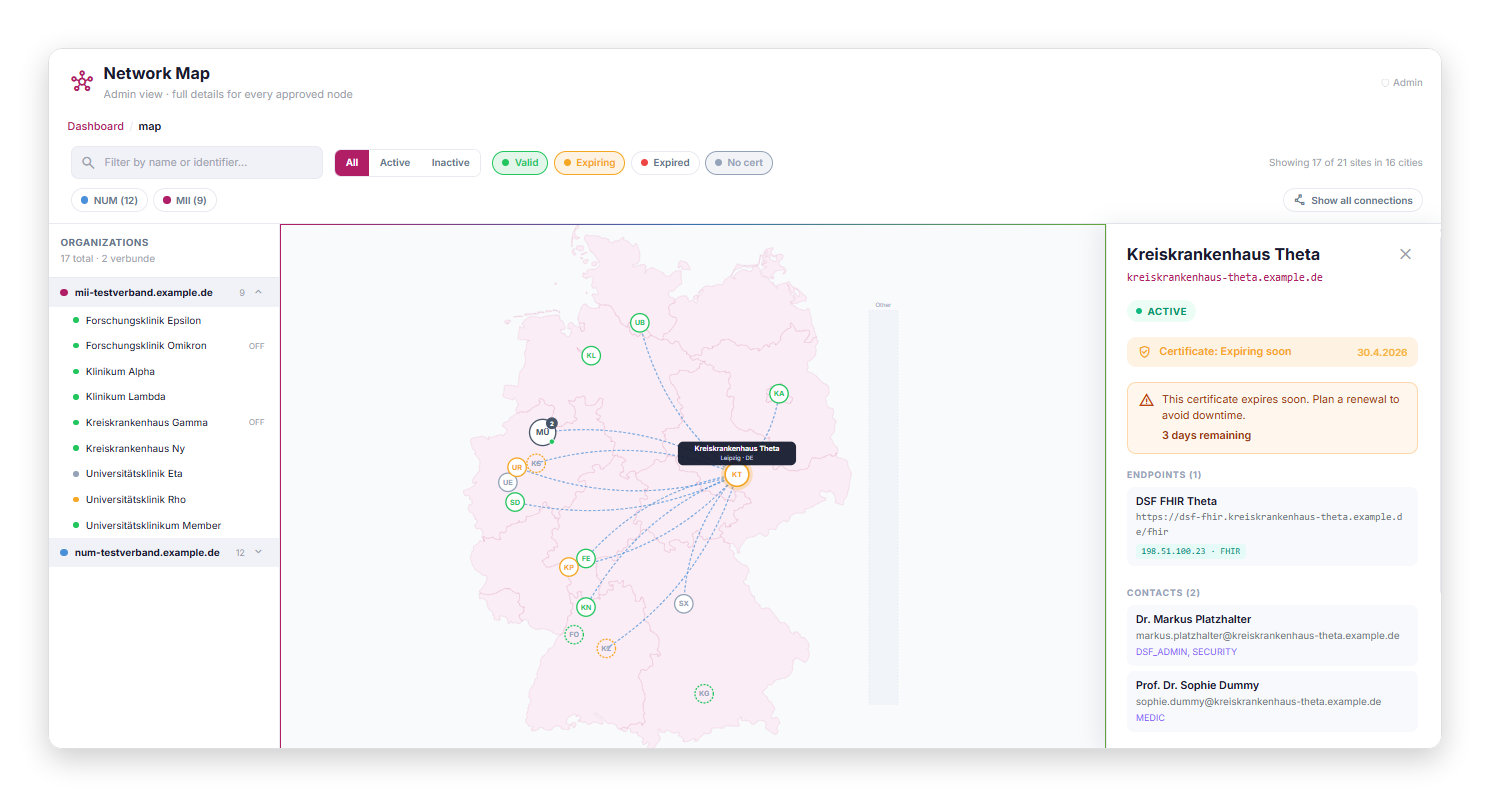 Network Map
Admin view · full details for every approved node
Admin
Dashboard / map
Filter by name or identifier...
All
Active
Inactive
Valid
Expiring
Expired
No cert
Showing 17 of 21 sites in 16 cities
NUM (12)
MII (9)
Show all connections
ORGANIZATIONS
17 total · 2 verbunde
mii-testverband.example.de 9
Forschungsklinik Epsilon
Forschungsklinik Omikron OFF
Klinikum Alpha
Klinikum Lambda
Kreiskrankenhaus Gamma OFF
Kreiskrankenhaus Ny
Universitätsklinik Eta
Universitätsklinik Rho
Universitätsklinikum Member
num-testverband.example.de 12
Other
UB
KL
KA
2
MÜ
Kreiskrankenhaus Theta
Leipzig · DE
UR
UE
KT
SD
FE
KP
KN
SX
FO
KG
Kreiskrankenhaus Theta
kreiskrankenhaus-theta.example.de
ACTIVE
Certificate: Expiring soon 30.4.2026
This certificate expires soon. Plan a renewal to
avoid downtime.
3 days remaining
ENDPOINTS (1)
DSF FHIR Theta
https://dsf-fhir.kreiskrankenhaus-theta.example.d
e/fhir
198.51.100.23 · FHIR
CONTACTS (2)
Dr. Markus Platzhalter
markus.platzhalter@kreiskrankenhaus-theta.example.de
DSF_ADMIN, SECURITY
Prof. Dr. Sophie Dummy
sophie.dummy@kreiskrankenhaus-theta.example.de
MEDIC